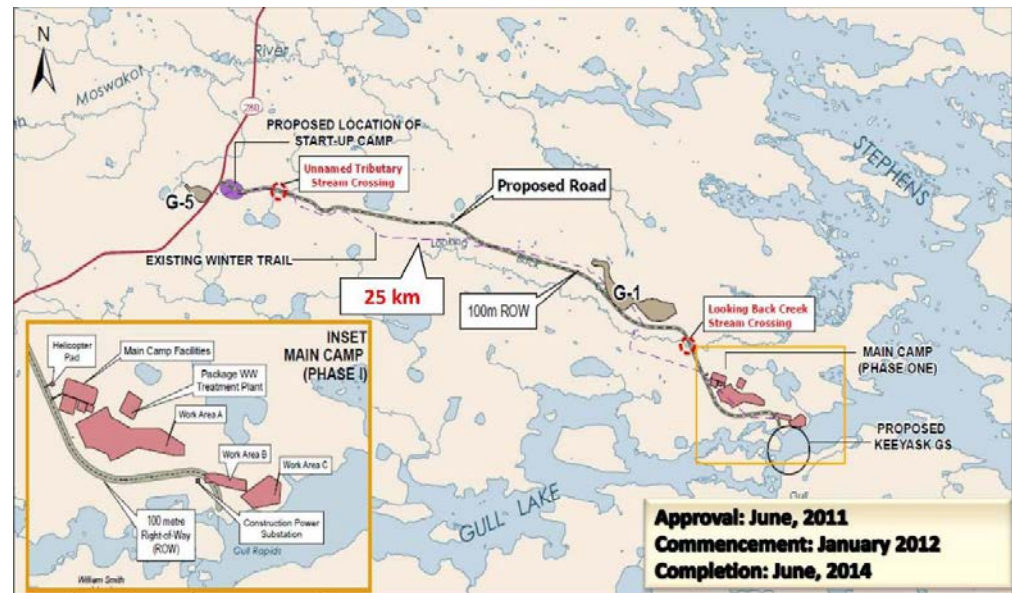 N
River
Moswakot
280
PROPOSED LOCATION OF
START-UP CAMP
Unnamed Tributary
Stream Crossing
Proposed Road
STEPHENS
G-5
EXISTING WINTER TRAIL
Looking
Back
25 km
100m ROW
G-1
Looking Back Creek
Stream Crossing
MAIN CAMP
(PHASE ONE)
PROPOSED
KEEYASK GS
GULL LAKE
Gull
INSET
MAIN CAMP
(PHASE I)
Helicopter
Pad
Main Camp Facilities
Package WW
Treatment Plant
Work Area A
Work Area B
Work Area C
100 metre
Right-of-Way
(ROW)
Construction Power
Substation
Gull Rapids
William Smith
Approval: June, 2011
Commencement: January 2012
Completion: June, 2014